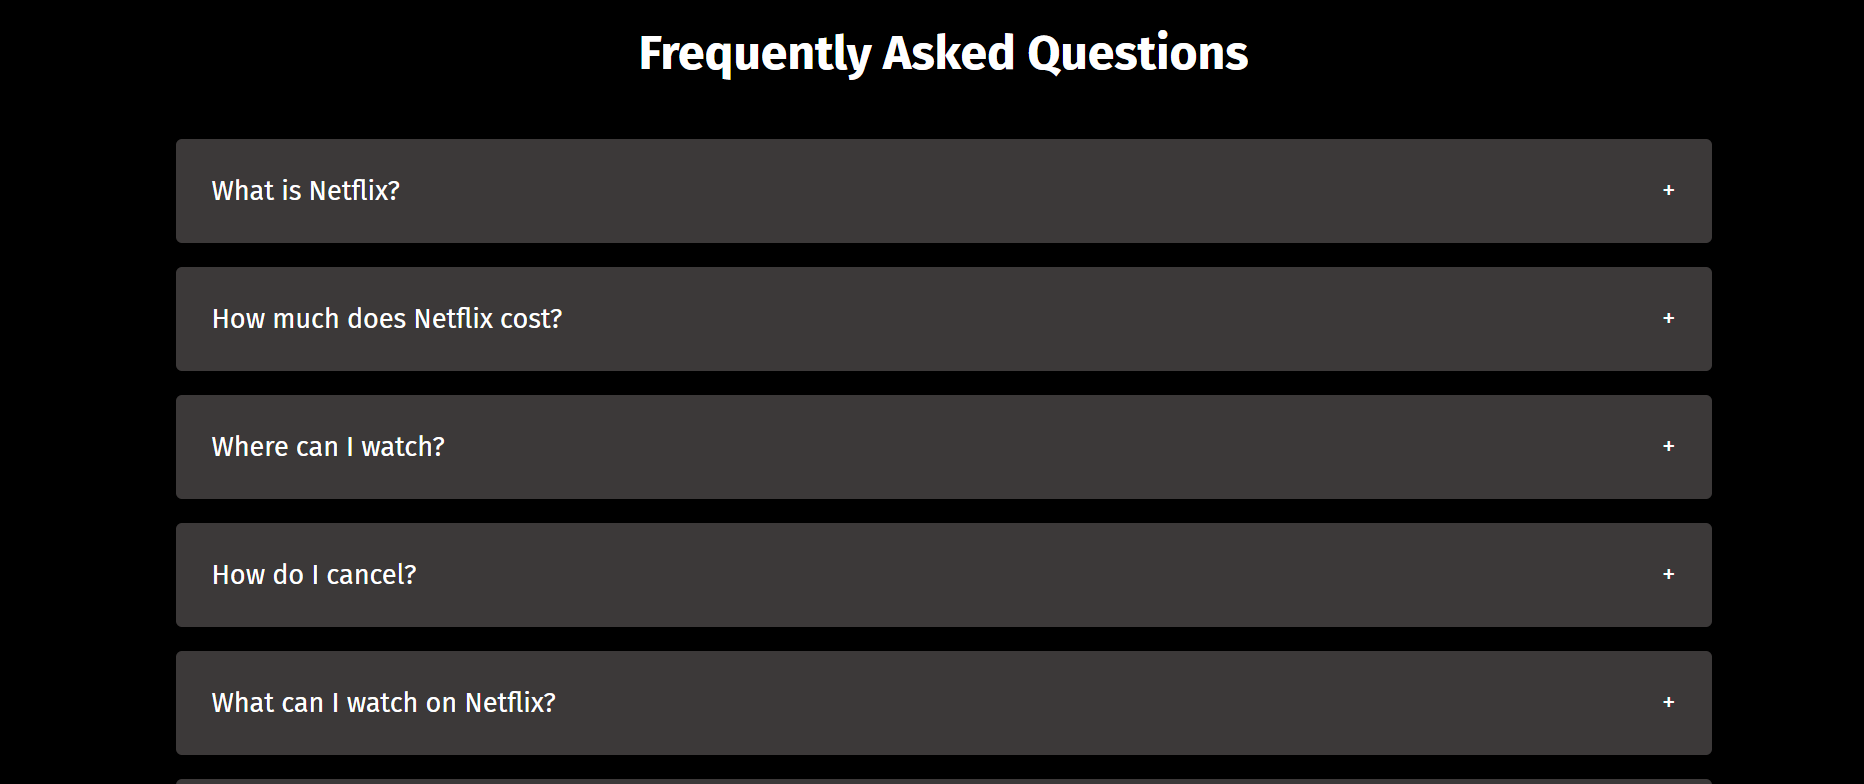 Frequently Asked Questions
What is Netflix? +
How much does Netflix cost? +
Where can I watch? +
How do I cancel? +
What can I watch on Netflix? +